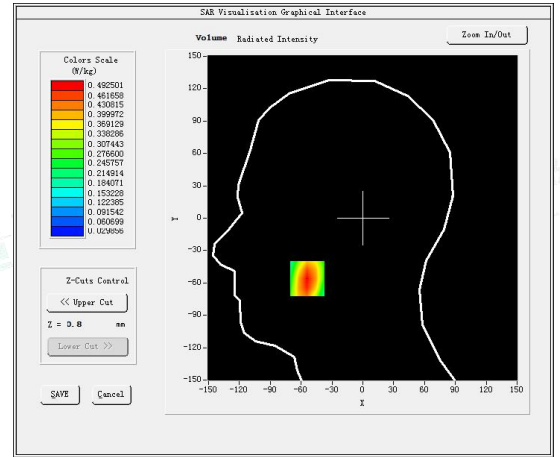 SAR Visualisation Graphical Interface
Volume Radiated Intensity
Zoom In/Out
Colors Scale
(W/kg)
0.492501
0.461658
0.430815
0.399972
0.369129
0.338286
0.307443
0.276600
0.245757
0.214914
0.184071
0.153228
0.122385
0.091542
0.060699
0.029856
Z-Cuts Control
<< Upper Cut
Z = 0.8 mm
Lower Cut >>
SAVE Cancel
150
120
90
60
30
0
-30
-60
-90
-120
-150
Y
-150 -120 -90 -60 -30 0 30 60 90 120 150
X